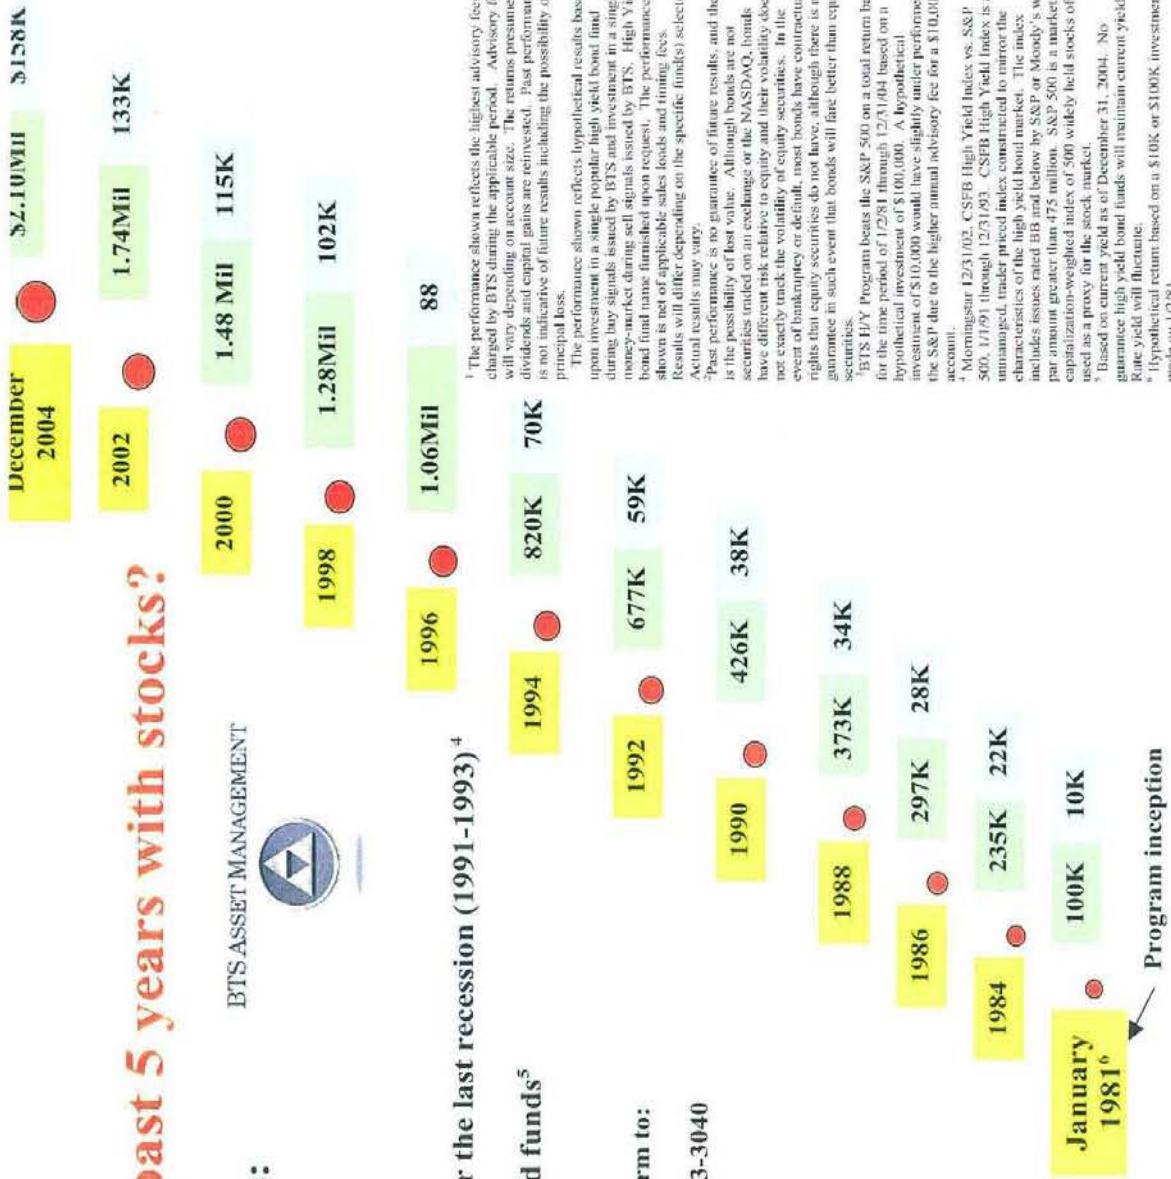 past 5 years with stocks?
BTS ASSET MANAGEMENT
:
r the last recession (1991-1993) 4
d funds5
rm to:
3-3040
December
2004
$2.10Mil
$158K
2002
1.74Mil
133K
2000
1.48 Mil
115K
1998
1.28Mil
102K
1996
1.06Mil
88
1994
820K
70K
1992
677K
59K
1990
426K
38K
1988
373K
34K
1986
297K
28K
1984
235K
22K
January
19816
100K
10K
Program inception
1 The performance shown reflects the highest advisory fee
charged by BTS during the applicable period. Advisory
will vary depending on account size. The returns presume
dividends and capital gains are reinvested. Past performan
is not indicative of future results including the possibility o
principal loss.
The performance shown reflects hypothetical results bas
upon investment in a single popular high yield bond fund
during buy signals issued by BTS and investment in a sing
money-market during sell signals issued by BTS. High Yi
bond fund name furnished upon request. The performance
shown is net of applicable sales loads and timing fees.
Results will differ depending on the specific fund(s) select
Actual results may vary.
2Past performance is no guarantee of future results, and the
is the possibility of lost value. Although bonds are not
securities traded on an exchange or the NASDAQ, bonds
have different risk relative to equity and their volatility doe
not exactly track the volatility of equity securities. In the
event of bankruptcy or default, most bonds have contractu
rights that equity securities do not have, although there is n
guarantee in such event that bonds will fare better than equ
securities.
3BTS H/Y Program beats the S&P 500 on a total return ba
for the time period of 1/2/81 through 12/31/04 based on a
hypothetical investment of $100,000. A hypothetical
investment of $10,000 would have slightly under performe
the S&P due to the higher annual advisory fee for a $10,00
account.
4 Morningstar 12/31/02. CSFB High Yield Index vs. S&P
500, 1/1/91 through 12/31/93. CSFB High Yield Index is a
unmanaged, trader priced index constructed to mirror the
characteristics of the high yield bond market. The index
includes issues rated BB and below by S&P or Moody's w
par amount greater than 475 million. S&P 500 is a market
capitalization-weighted index of 500 widely held stocks of
used as a proxy for the stock market.
5 Based on current yield as of December 31, 2004. No
guarantee high yield bond funds will maintain current yield
Rate yield will fluctuate.
6 Hypothetical return based on a $10K or $100K investmen